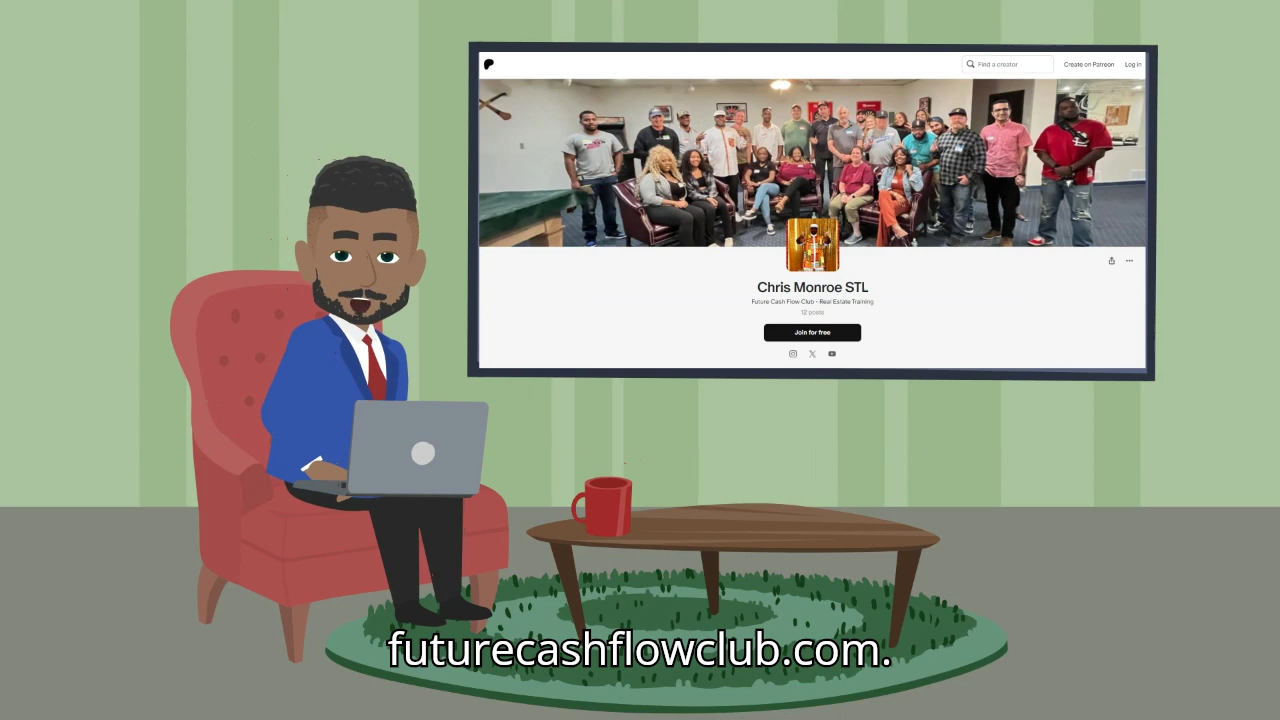 Find a creator
Create on Patreon
Log in
Chris Monroe STL
Future Cash Flow Club - Real Estate Training
12 posts
Join for free
futurecashflowclub.com.